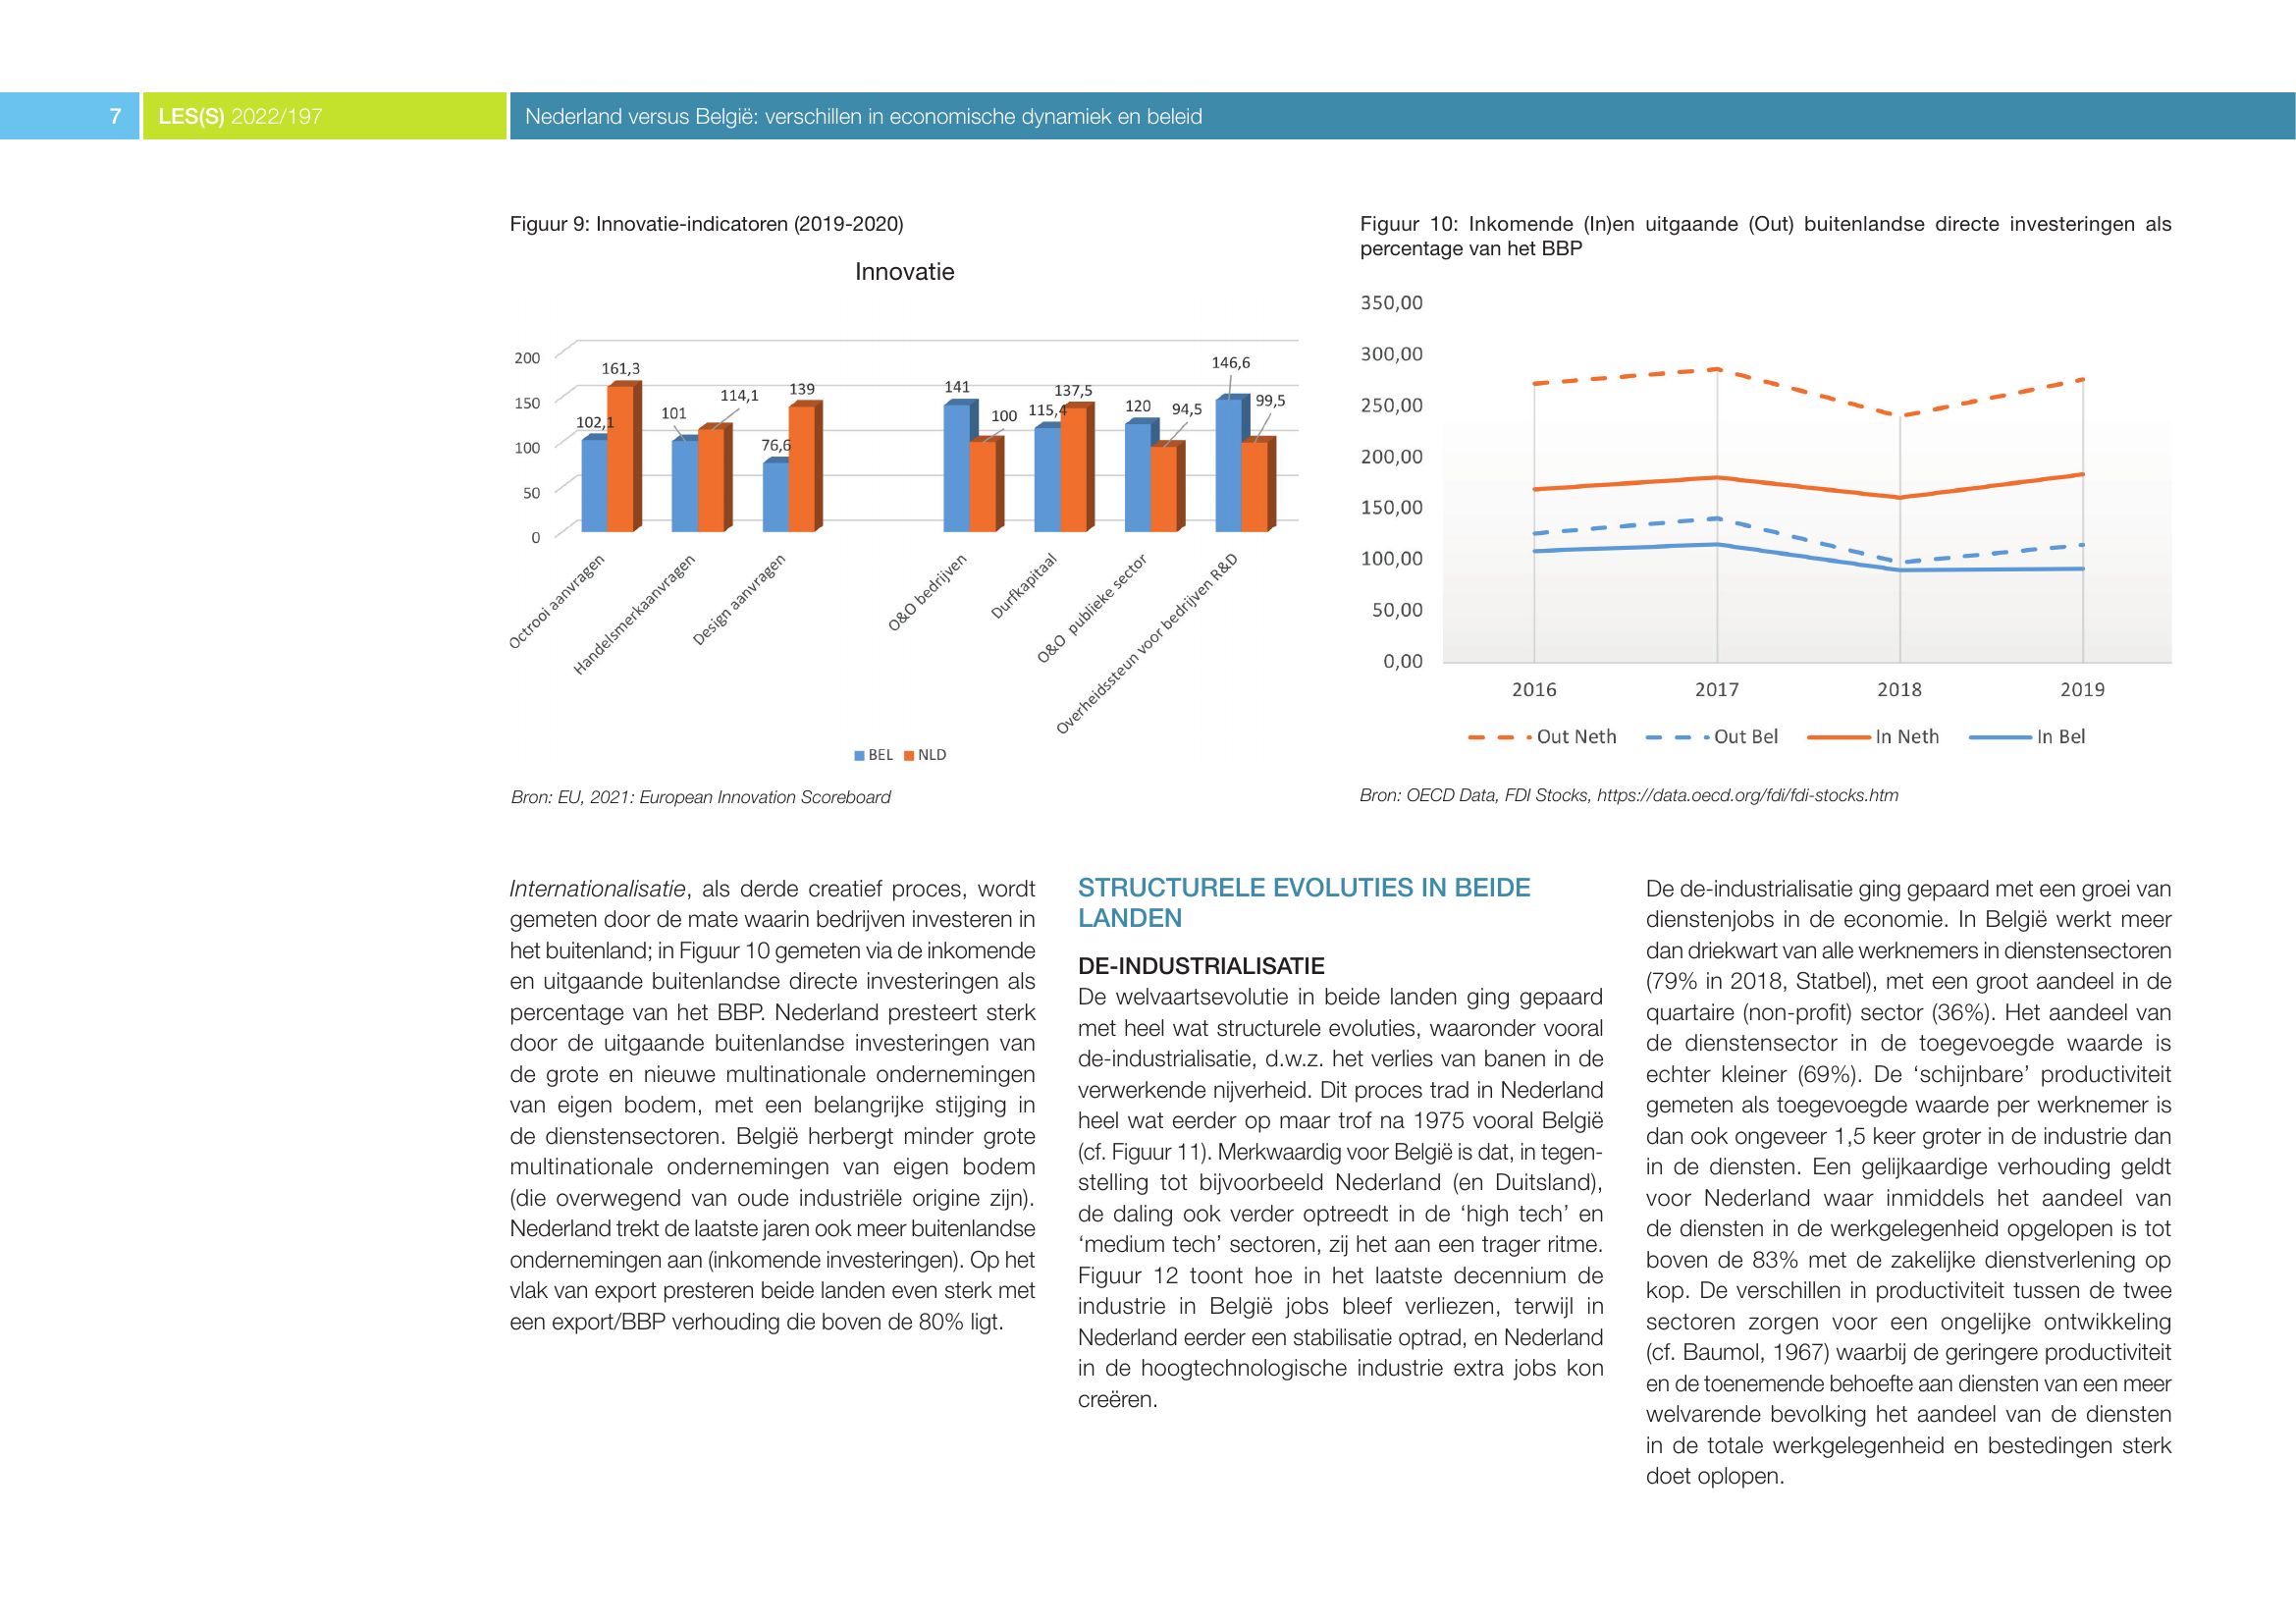 7
LES(S) 2022/197
Nederland versus België: verschillen in economische dynamiek en beleid
Figuur 9: Innovatie-indicatoren (2019-2020)
Innovatie
200
150
100
50
0
102,1
161,3
101
114,1
76,6
139
141
100
115,4
137,5
120
94,5
146,6
99,5
Octrooi aanvragen
Handelsmerkaanvragen
Design aanvragen
O&O bedrijven
Durfkapitaal
O&O publieke sector
Overheidssteun voor bedrijven R&D
BEL NLD
Bron: EU, 2021: European Innovation Scoreboard
Figuur 10: Inkomende (In)en uitgaande (Out) buitenlandse directe investeringen als
percentage van het BBP
350,00
300,00
250,00
200,00
150,00
100,00
50,00
0,00
2016 2017 2018 2019
Out Neth Out Bel In Neth In Bel
Bron: OECD Data, FDI Stocks, https://data.oecd.org/fdi/fdi-stocks.htm
Internationalisatie, als derde creatief proces, wordt
gemeten door de mate waarin bedrijven investeren in
het buitenland; in Figuur 10 gemeten via de inkomende
en uitgaande buitenlandse directe investeringen als
percentage van het BBP. Nederland presteert sterk
door de uitgaande buitenlandse investeringen van
de grote en nieuwe multinationale ondernemingen
van eigen bodem, met een belangrijke stijging in
de dienstensectoren. België herbergt minder grote
multinationale ondernemingen van eigen bodem
(die overwegend van oude industriële origine zijn).
Nederland trekt de laatste jaren ook meer buitenlandse
ondernemingen aan (inkomende investeringen). Op het
vlak van export presteren beide landen even sterk met
een export/BBP verhouding die boven de 80% ligt.
STRUCTURELE EVOLUTIES IN BEIDE
LANDEN
DE-INDUSTRIALISATIE
De welvaartsevolutie in beide landen ging gepaard
met heel wat structurele evoluties, waaronder vooral
de-industrialisatie, d.w.z. het verlies van banen in de
verwerkende nijverheid. Dit proces trad in Nederland
heel wat eerder op maar trof na 1975 vooral België
(cf. Figuur 11). Merkwaardig voor België is dat, in tegen-
stelling tot bijvoorbeeld Nederland (en Duitsland),
de daling ook verder optreedt in de ‘high tech’ en
‘medium tech’ sectoren, zij het aan een trager ritme.
Figuur 12 toont hoe in het laatste decennium de
industrie in België jobs bleef verliezen, terwijl in
Nederland eerder een stabilisatie optrad, en Nederland
in de hoogtechnologische industrie extra jobs kon
creëren.
De de-industrialisatie ging gepaard met een groei van
dienstenjobs in de economie. In België werkt meer
dan driekwart van alle werknemers in dienstensectoren
(79% in 2018, Statbel), met een groot aandeel in de
quartaire (non-profit) sector (36%). Het aandeel van
de dienstensector in de toegevoegde waarde is
echter kleiner (69%). De ‘schijnbare’ productiviteit
gemeten als toegevoegde waarde per werknemer is
dan ook ongeveer 1,5 keer groter in de industrie dan
in de diensten. Een gelijkaardige verhouding geldt
voor Nederland waar inmiddels het aandeel van
de diensten in de werkgelegenheid opgelopen is tot
boven de 83% met de zakelijke dienstverlening op
kop. De verschillen in productiviteit tussen de twee
sectoren zorgen voor een ongelijke ontwikkeling
(cf. Baumol, 1967) waarbij de geringere productiviteit
en de toenemende behoefte aan diensten van een meer
welvarende bevolking het aandeel van de diensten
in de totale werkgelegenheid en bestedingen sterk
doet oplopen.